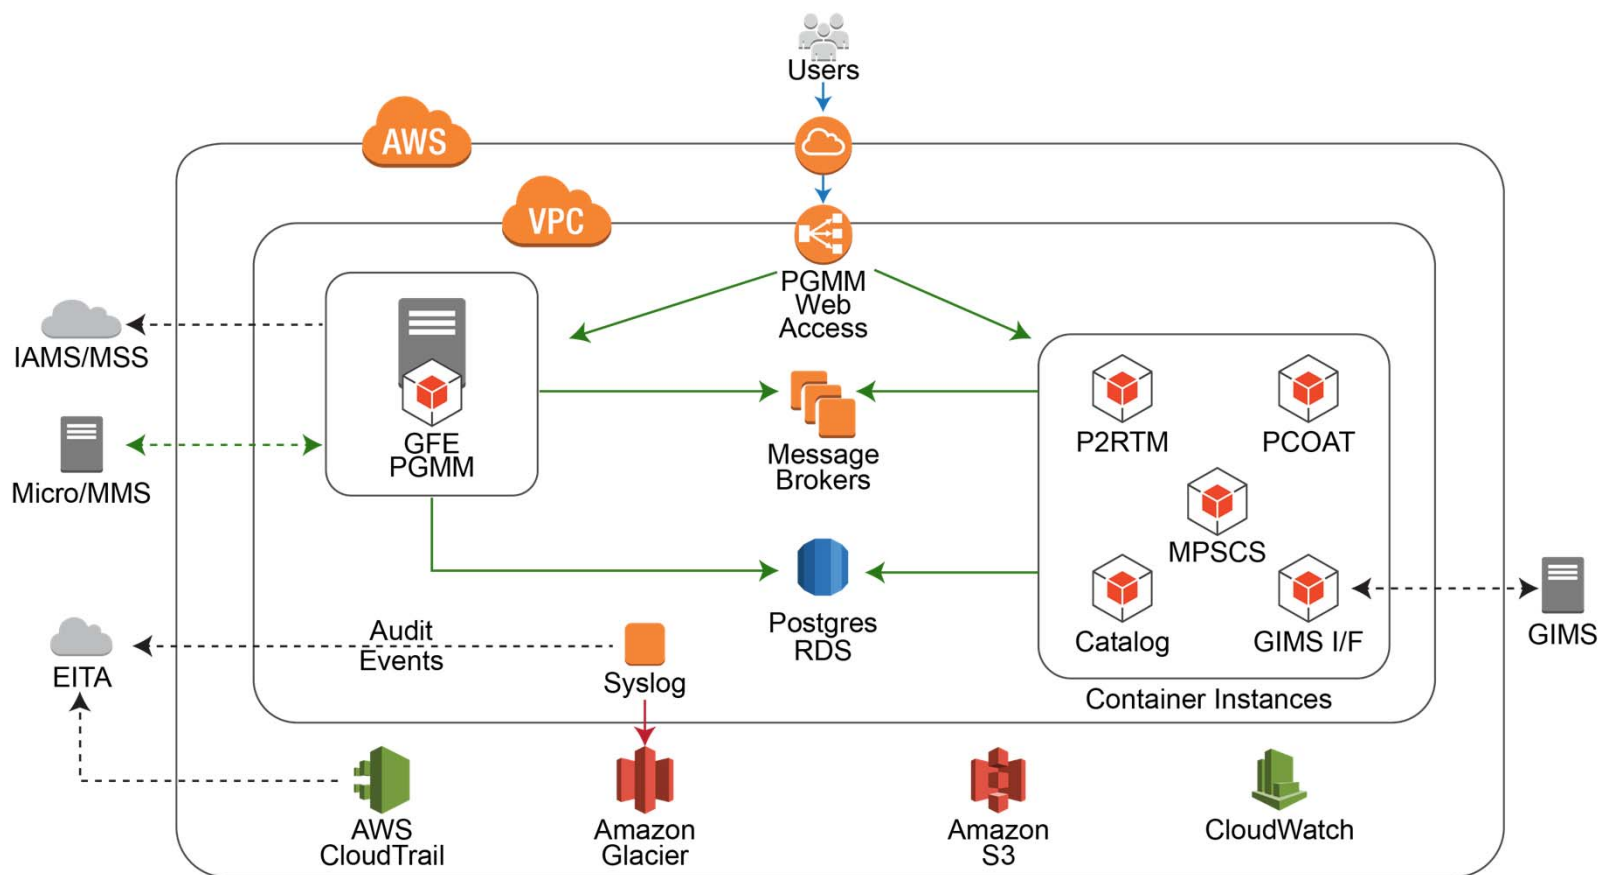 Users
AWS
VPC
PGMM
Web
Access
IAMS/MSS
GFE
PGMM
Micro/MMS
Message
Brokers
P2RTM
PCOAT
MPSCS
Catalog
GIMS I/F
GIMS
Postgres
RDS
Audit
Events
EITA
Syslog
Container Instances
AWS
CloudTrail
Amazon
Glacier
Amazon
S3
CloudWatch